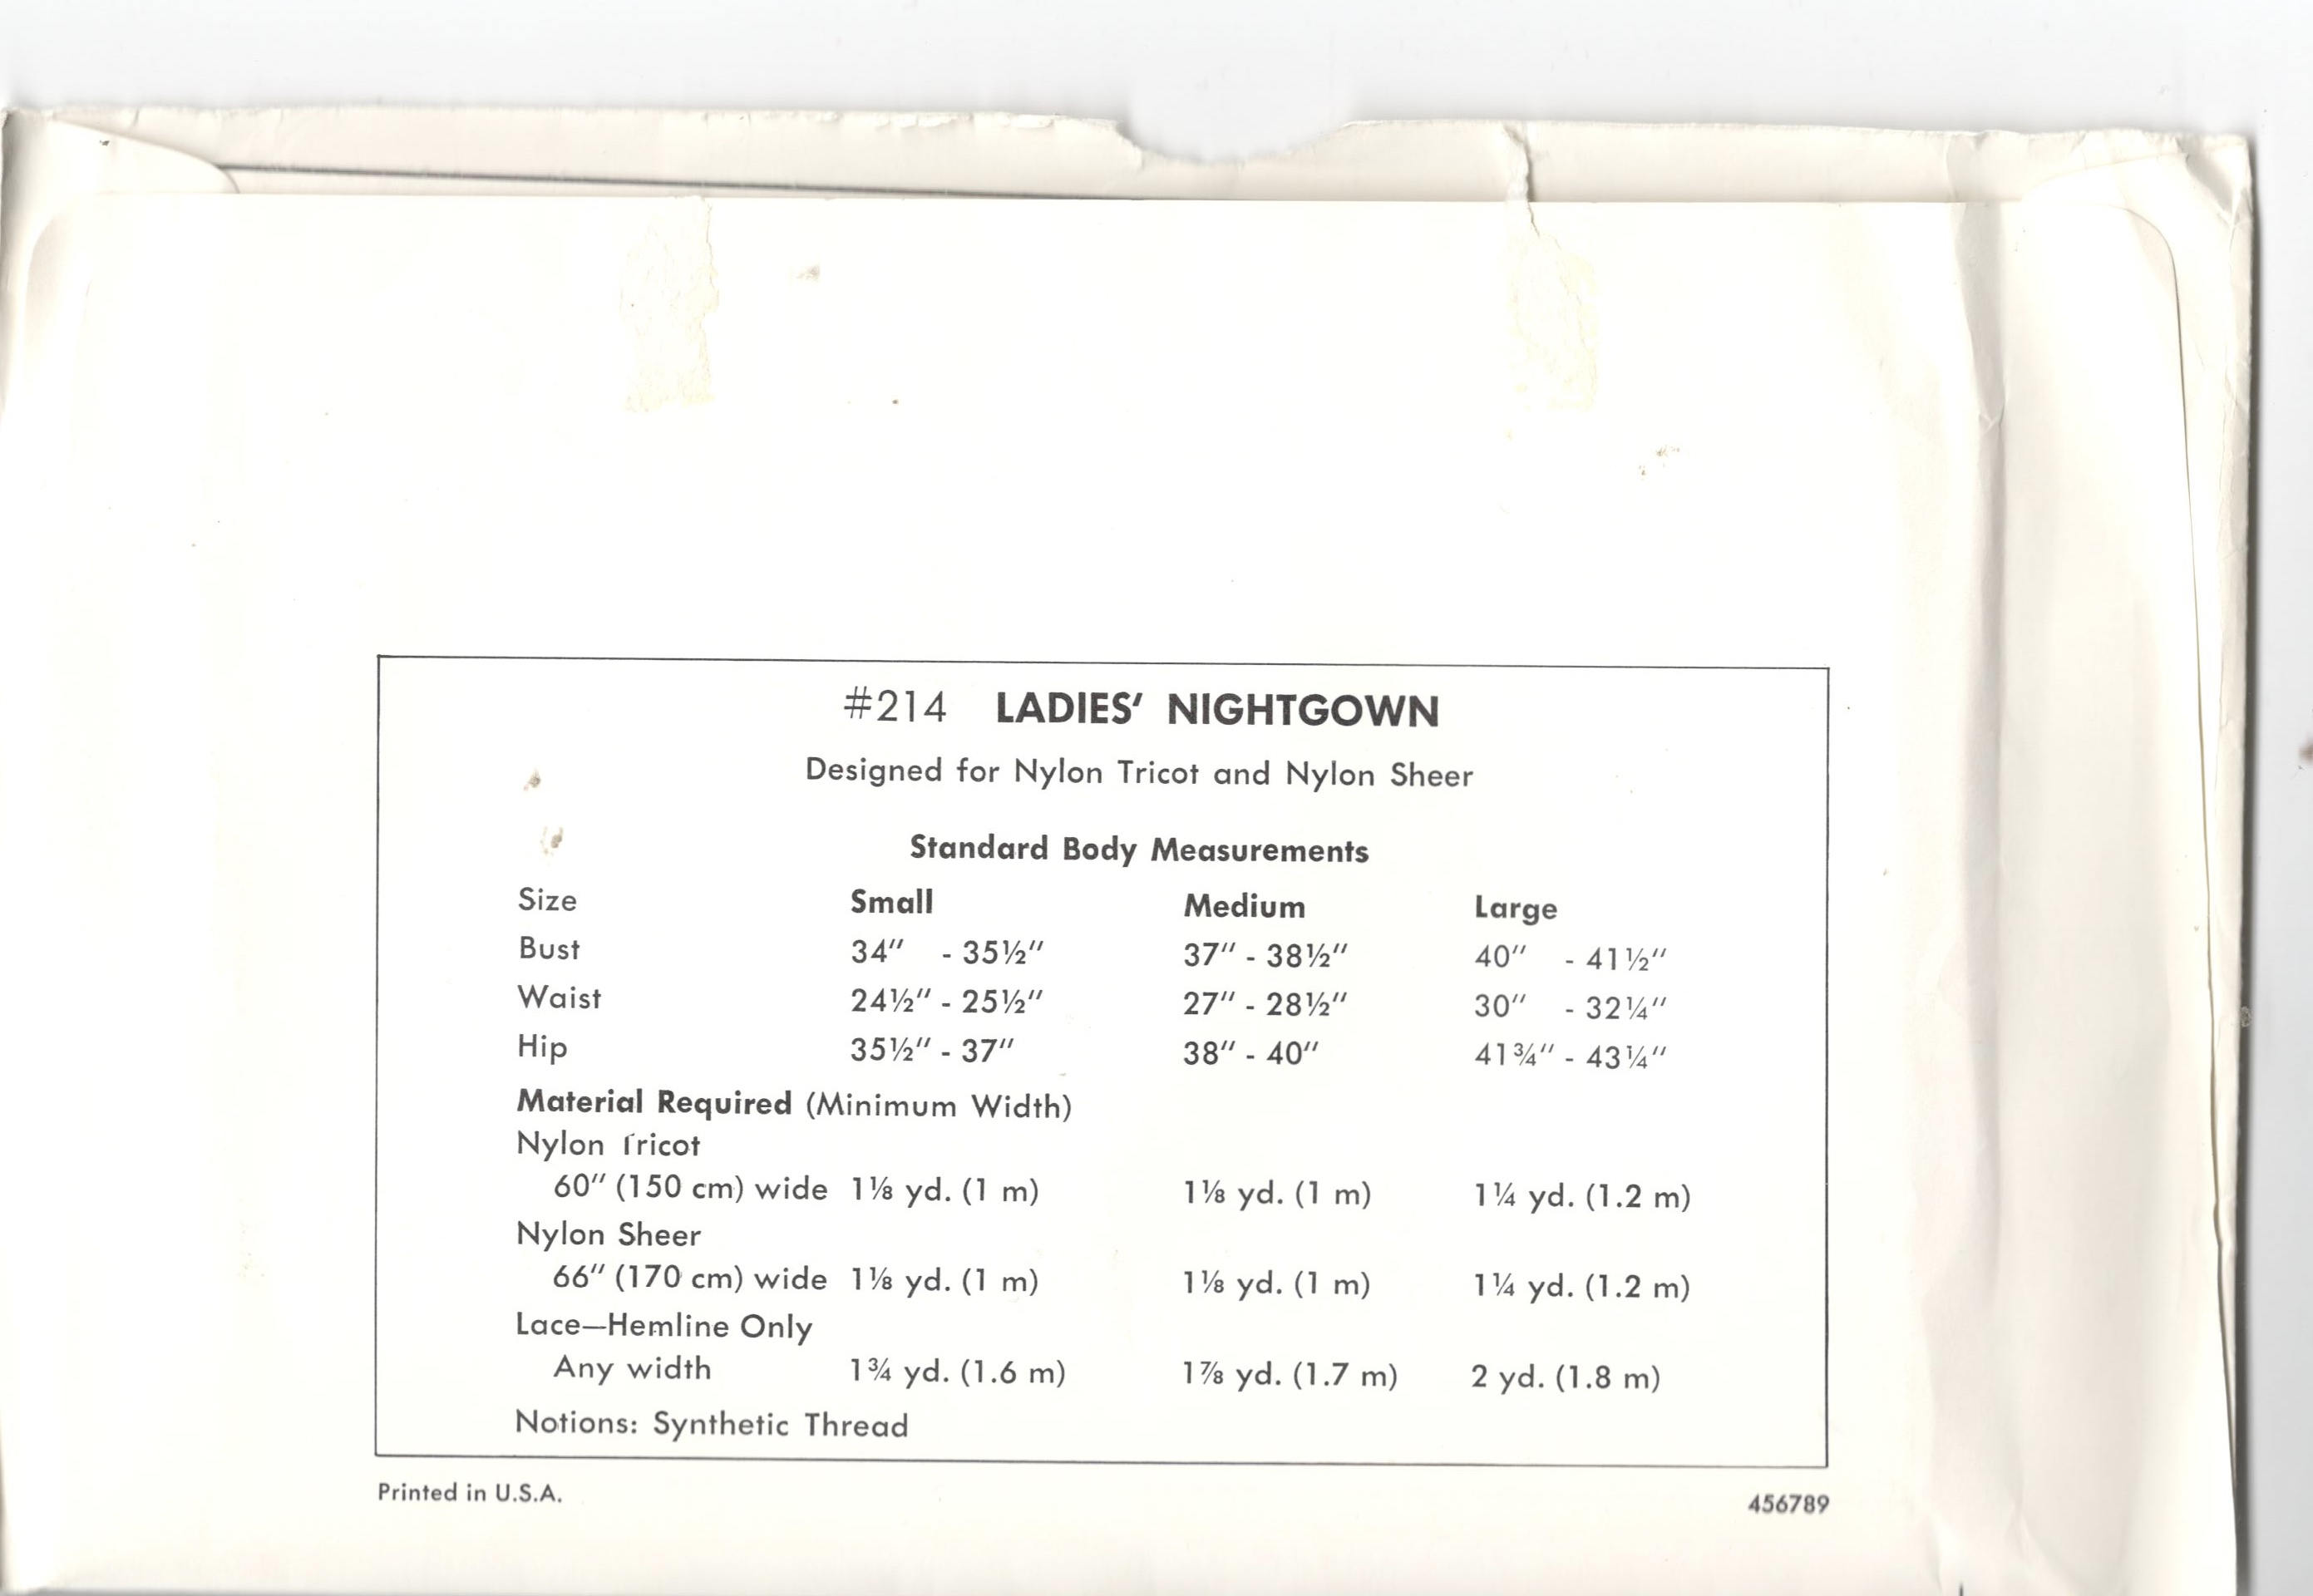 #214 LADIES' NIGHTGOWN
Designed for Nylon Tricot and Nylon Sheer
Standard Body Measurements
Size Small Medium Large
Bust 34" - 35½" 37" - 38½" 40" - 41½"
Waist 24½" - 25½" 27" - 28½" 30" - 32¼"
Hip 35½" - 37" 38" - 40" 41¾" - 43¼"
Material Required (Minimum Width)
Nylon Tricot
60" (150 cm) wide 1⅛ yd. (1 m) 1⅛ yd. (1 m) 1¼ yd. (1.2 m)
Nylon Sheer
66" (170 cm) wide 1⅛ yd. (1 m) 1⅛ yd. (1 m) 1¼ yd. (1.2 m)
Lace—Hemline Only
Any width 1¾ yd. (1.6 m) 1⅞ yd. (1.7 m) 2 yd. (1.8 m)
Notions: Synthetic Thread
Printed in U.S.A. 456789